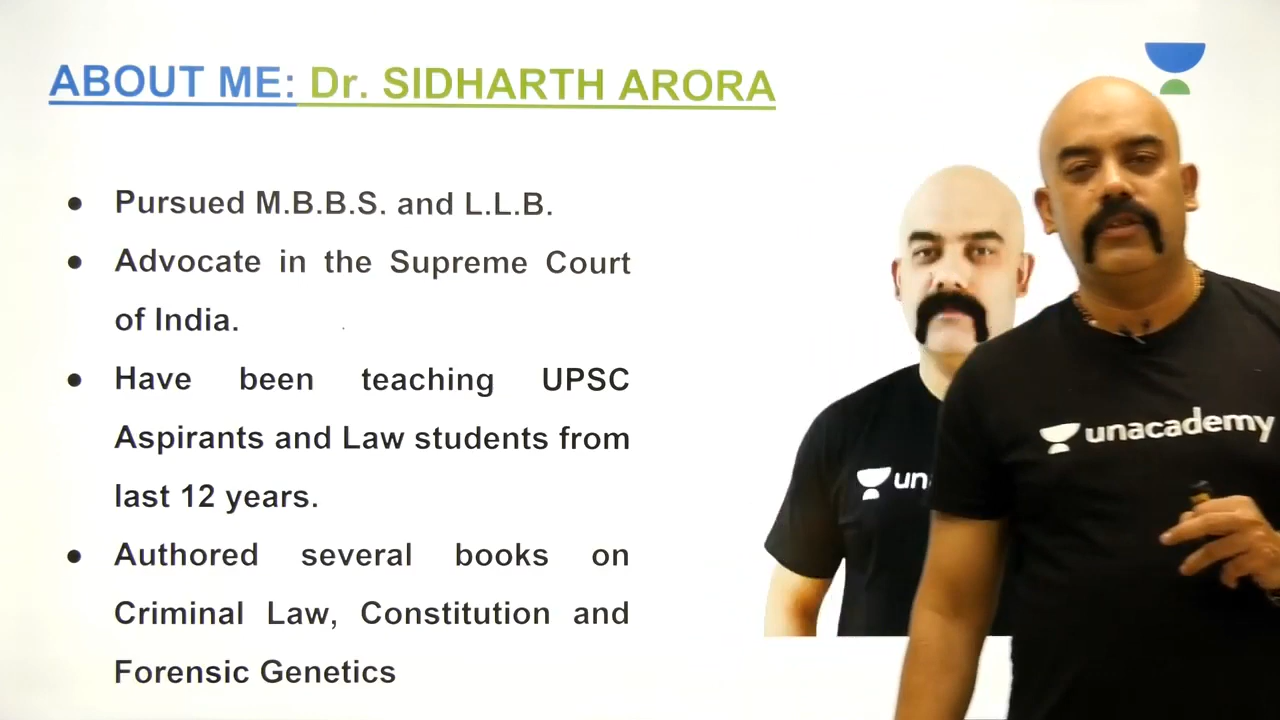 ABOUT ME: Dr. SIDHARTH ARORA
● Pursued M.B.B.S. and L.L.B.
● Advocate in the Supreme Court
of India.
● Have been teaching UPSC
Aspirants and Law students from
last 12 years.
● Authored several books on
Criminal Law, Constitution and
Forensic Genetics
un
unacademy